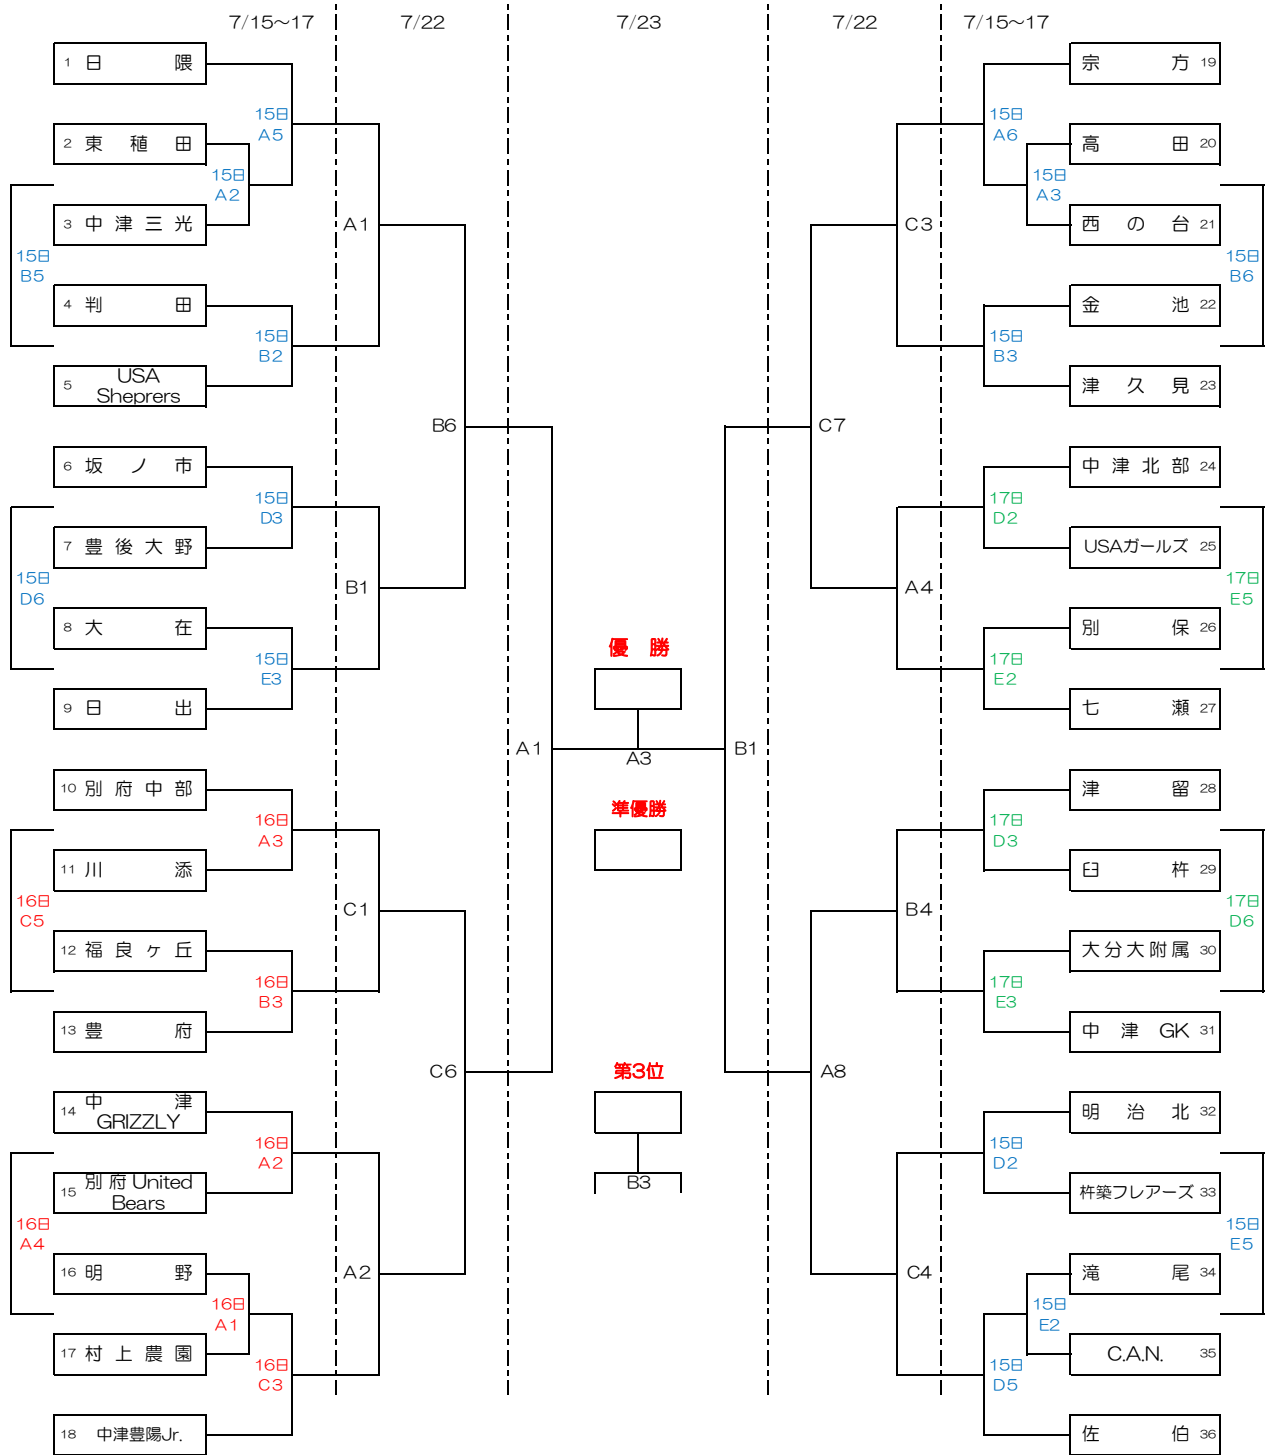 7/15～17 7/22 7/23 7/22 7/15～17
1 日隈
2 東稙田
3 中津三光
4 判田
5 USA
Sheprers
6 坂ノ市
7 豊後大野
8 大在
9 日出
10 別府中部
11 川添
12 福良ヶ丘
13 豊府
14 中津
GRIZZLY
15 別府United
Bears
16 明野
17 村上農園
18 中津豊陽Jr.
15日
A5
15日
A2
15日
B5
15日
B2
15日
D3
15日
D6
15日
E3
16日
A3
16日
C5
16日
B3
16日
A2
16日
A4
16日
A1
16日
C3
A1
B1
C1
A2
B6
C6
A1
優勝
A3
準優勝
第3位
B3
B1
C7
A8
C3
A4
B4
C4
15日
A6
15日
A3
15日
B6
15日
B3
17日
D2
17日
E5
17日
E2
17日
D3
17日
D6
17日
E3
15日
D2
15日
E5
15日
E2
15日
D5
宗方 19
高田 20
西の台 21
金池 22
津久見 23
中津北部 24
USAガールズ 25
別保 26
七瀬 27
津留 28
臼杵 29
大分大附属 30
中津GK 31
明治北 32
杵築フレアーズ 33
滝尾 34
C.A.N. 35
佐伯 36